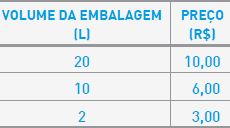 VOLUME DA EMBALAGEM (L) PREÇO (R$)
20 10,00
10 6,00
2 3,00